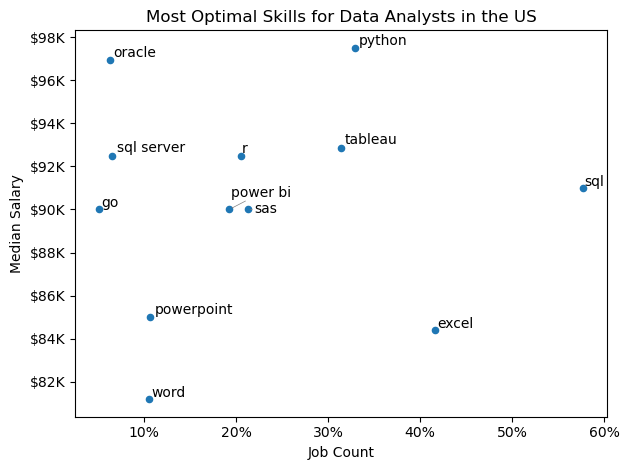 Most Optimal Skills for Data Analysts in the US
$98K
python
oracle
$96K
$94K
tableau
sql server
r
$92K
sql
power bi
$90K
go
sas
Median Salary
$88K
$86K
powerpoint
excel
$84K
$82K
word
10%
20%
30%
40%
50%
60%
Job Count